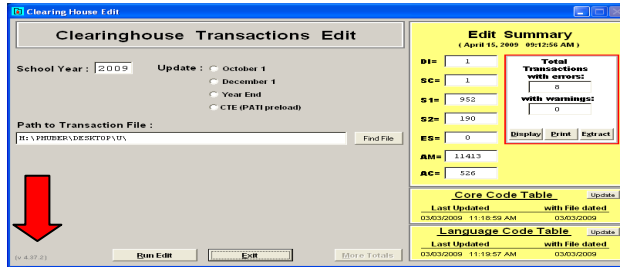 Clearing House Edit
Clearinghouse Transactions Edit
School Year: 2009 Update: October 1
December 1
Year End
CTE (PATI preload)
Path to Transaction File :
H:\PHUBER\DESKTOP\U\ Find File
(v 4.37.2) Run Edit Exit More Totals
Edit Summary
( April 15, 2009 09:12:56 AM )
DI= 1
SC= 1
S1= 952
S2= 190
ES= 0
AM= 11413
AC= 526
Total
Transactions
with errors:
8
with warnings:
0
Display Print Extract
Core Code Table Update
Last Updated with File dated
03/03/2009 11:18:59 AM 03/03/2009
Language Code Table Update
Last Updated with File dated
03/03/2009 11:19:57 AM 03/03/2009